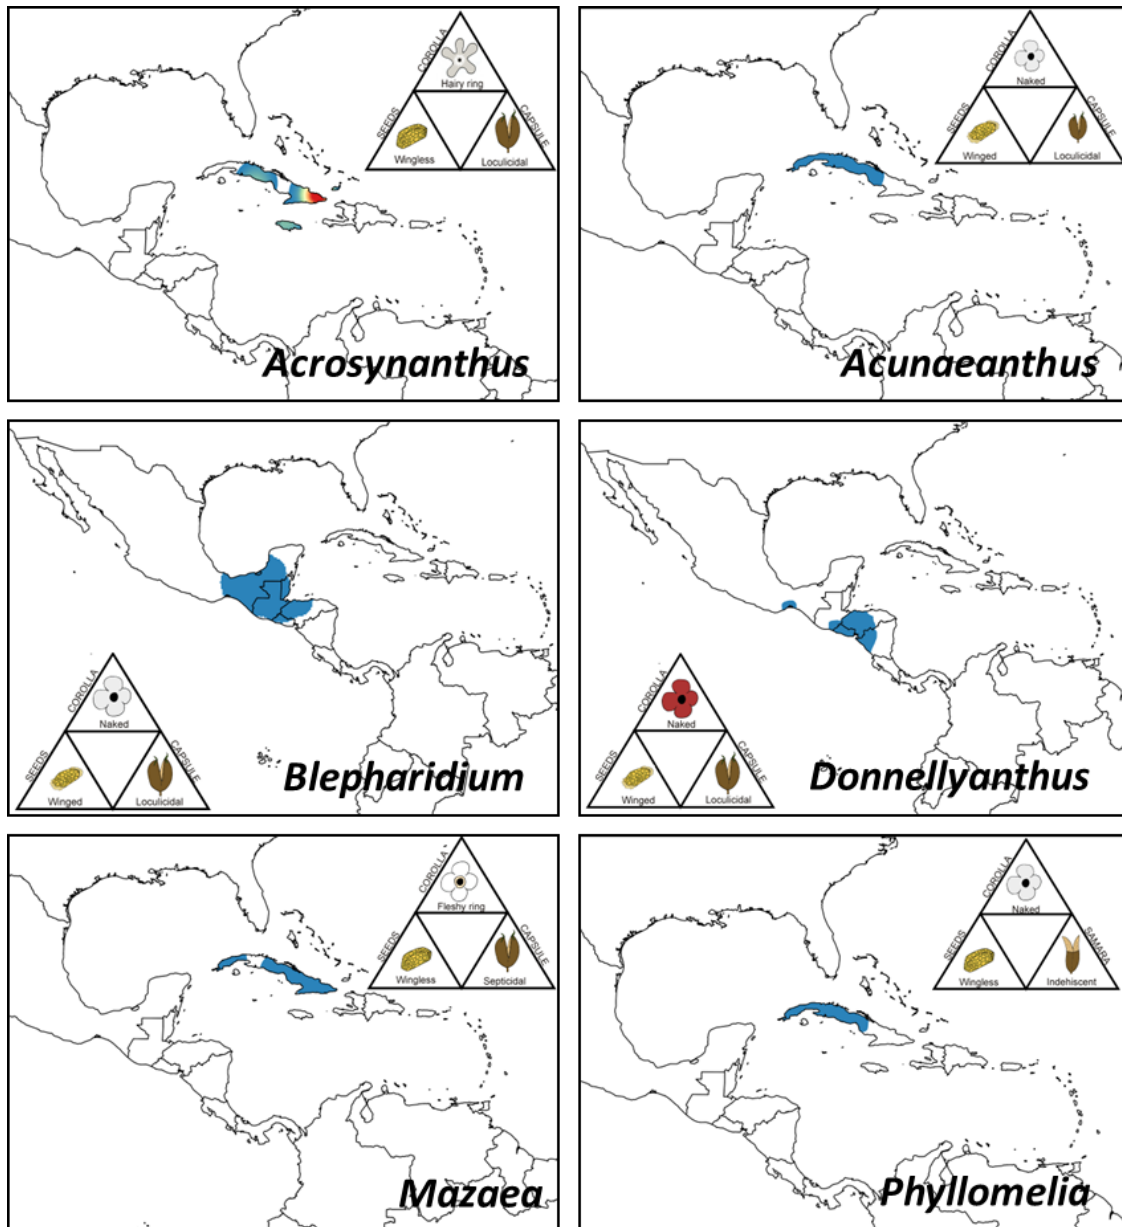 COROLLA
Hairy ring
SEEDS
CAPSULE
Wingless
Loculicidal
Acrosynanthus
COROLLA
Naked
SEEDS
CAPSULE
Winged
Loculicidal
Acunaeanthus
COROLLA
Naked
SEEDS
CAPSULE
Winged
Loculicidal
Blepharidium
COROLLA
Naked
SEEDS
CAPSULE
Winged
Loculicidal
Donnellyanthus
COROLLA
Fleshy ring
SEEDS
CAPSULE
Wingless
Septicidal
Mazaea
COROLLA
Naked
SEEDS
SAMARA
Wingless
Indehiscent
Phyllomelia